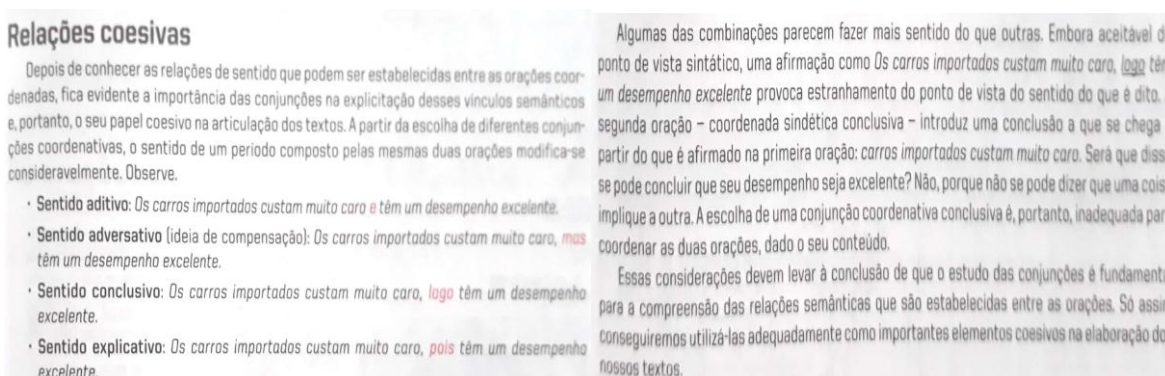 Relações coesivas
Depois de conhecer as relações de sentido que podem ser estabelecidas entre as orações coor-
denadas, fica evidente a importância das conjunções na explicitação desses vínculos semânticos
e, portanto, o seu papel coesivo na articulação dos textos. A partir da escolha de diferentes conjun-
ções coordenativas, o sentido de um período composto pelas mesmas duas orações modifica-se
consideravelmente. Observe.
· Sentido aditivo: Os carros importados custam muito caro e têm um desempenho excelente.
· Sentido adversativo (ideia de compensação): Os carros importados custam muito caro, mas
têm um desempenho excelente.
· Sentido conclusivo: Os carros importados custam muito caro, logo têm um desempenho
excelente.
· Sentido explicativo: Os carros importados custam muito caro, pois têm um desempenho
excelente.
Algumas das combinações parecem fazer mais sentido do que outras. Embora aceitável d
ponto de vista sintático, uma afirmação como Os carros importados custam muito caro, logo têm
um desempenho excelente provoca estranhamento do ponto de vista do sentido do que é dito.
segunda oração – coordenada sindética conclusiva – introduz uma conclusão a que se chega
partir do que é afirmado na primeira oração: carros importados custam muito caro. Será que diss
se pode concluir que seu desempenho seja excelente? Não, porque não se pode dizer que uma cois
implique a outra. A escolha de uma conjunção coordenativa conclusiva é, portanto, inadequada par
coordenar as duas orações, dado o seu conteúdo.
Essas considerações devem levar à conclusão de que o estudo das conjunções é fundament
para a compreensão das relações semânticas que são estabelecidas entre as orações. Só assi
conseguiremos utilizá-las adequadamente como importantes elementos coesivos na elaboração do
nossos textos.